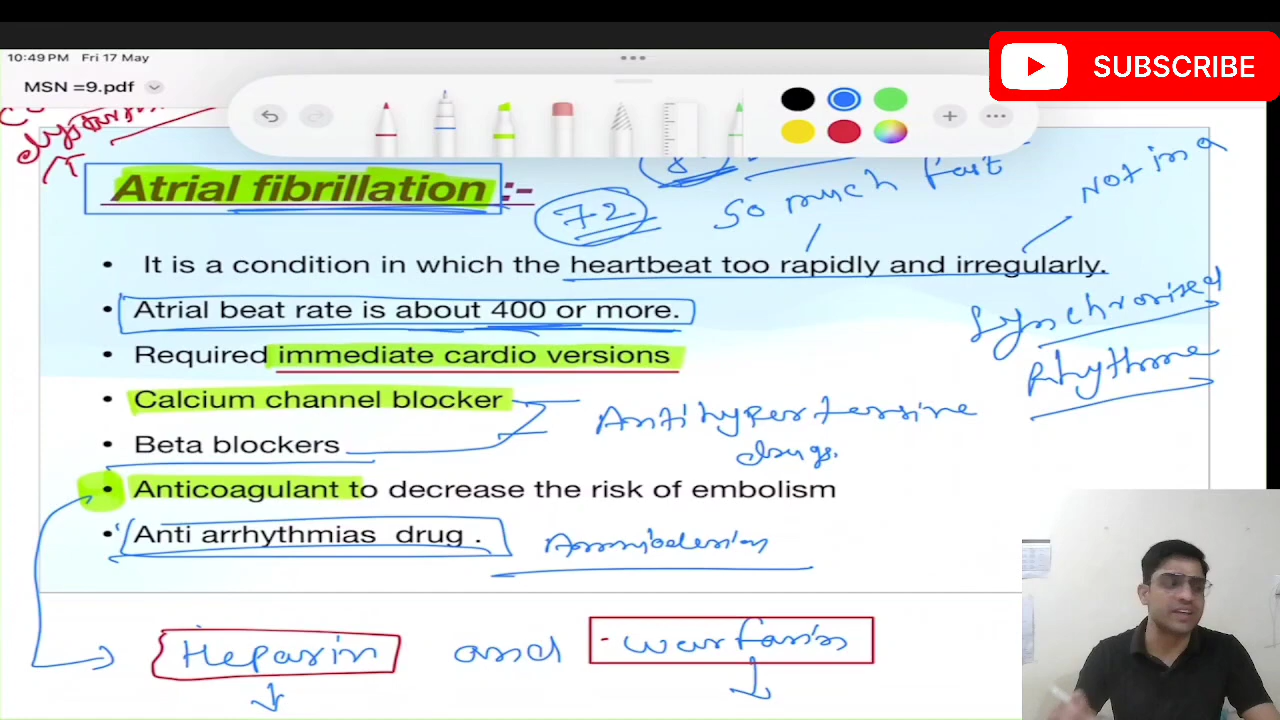 10:49 PM Fri 17 May
SUBSCRIBE
MSN =9.pdf
Atrial fibrillation :-
72
So much fast
Not in a
It is a condition in which the heartbeat too rapidly and irregularly.
Synchronised
Rhythme
Atrial beat rate is about 400 or more.
Required immediate cardio versions
Calcium channel blocker
Antihypertensine
drugs.
Beta blockers
Anticoagulant to decrease the risk of embolism
Anti arrhythmias drug .
Heparin and warfarin